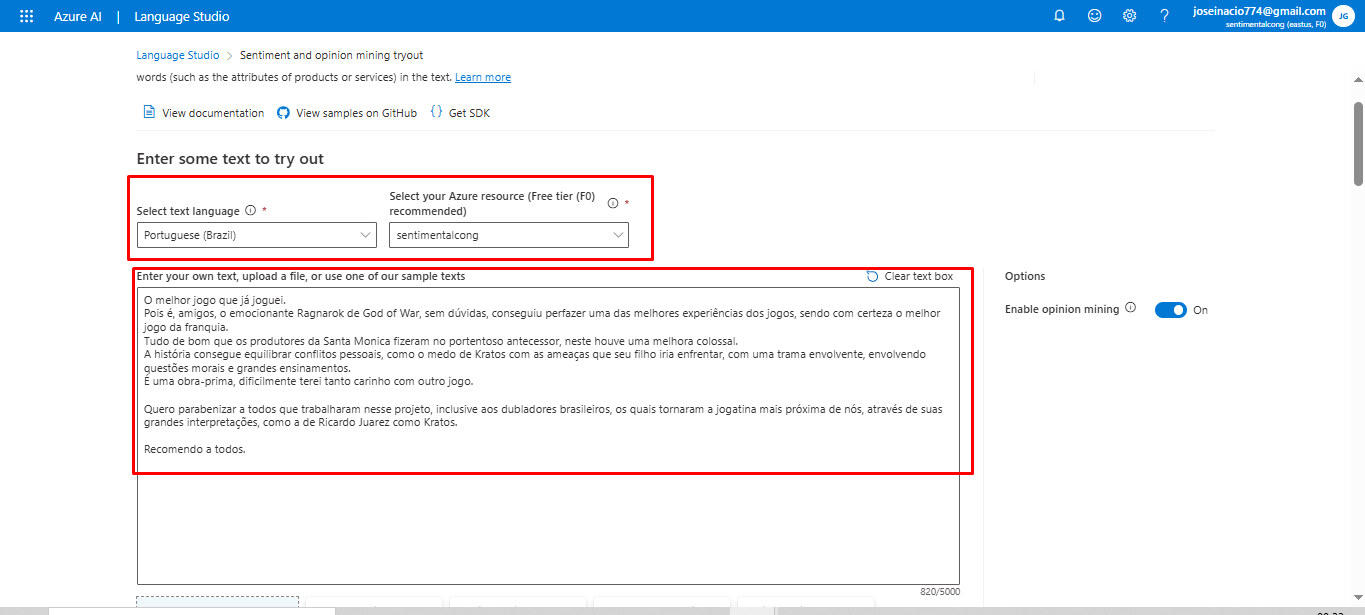 Azure AI | Language Studio
joseinacio774@gmail.com
sentimentalcong (eastus, F0)
JG
Language Studio > Sentiment and opinion mining tryout
words (such as the attributes of products or services) in the text. Learn more
View documentation View samples on GitHub {} Get SDK
Enter some text to try out
Select text language *
Select your Azure resource (Free tier (F0) recommended) *
Portuguese (Brazil)
sentimentalcong
Enter your own text, upload a file, or use one of our sample texts
Clear text box
O melhor jogo que já joguei.
Pois é, amigos, o emocionante Ragnarok de God of War, sem dúvidas, conseguiu perfazer uma das melhores experiências dos jogos, sendo com certeza o melhor
jogo da franquia.
Tudo de bom que os produtores da Santa Monica fizeram no portentoso antecessor, neste houve uma melhora colossal.
A história consegue equilibrar conflitos pessoais, como o medo de Kratos com as ameaças que seu filho iria enfrentar, com uma trama envolvente, envolvendo
questões morais e grandes ensinamentos.
É uma obra-prima, dificilmente terei tanto carinho com outro jogo.
Quero parabenizar a todos que trabalharam nesse projeto, inclusive aos dubladores brasileiros, os quais tornaram a jogatina mais próxima de nós, através de suas
grandes interpretações, como a de Ricardo Juarez como Kratos.
Recomendo a todos.
820/5000
Options
Enable opinion mining
On